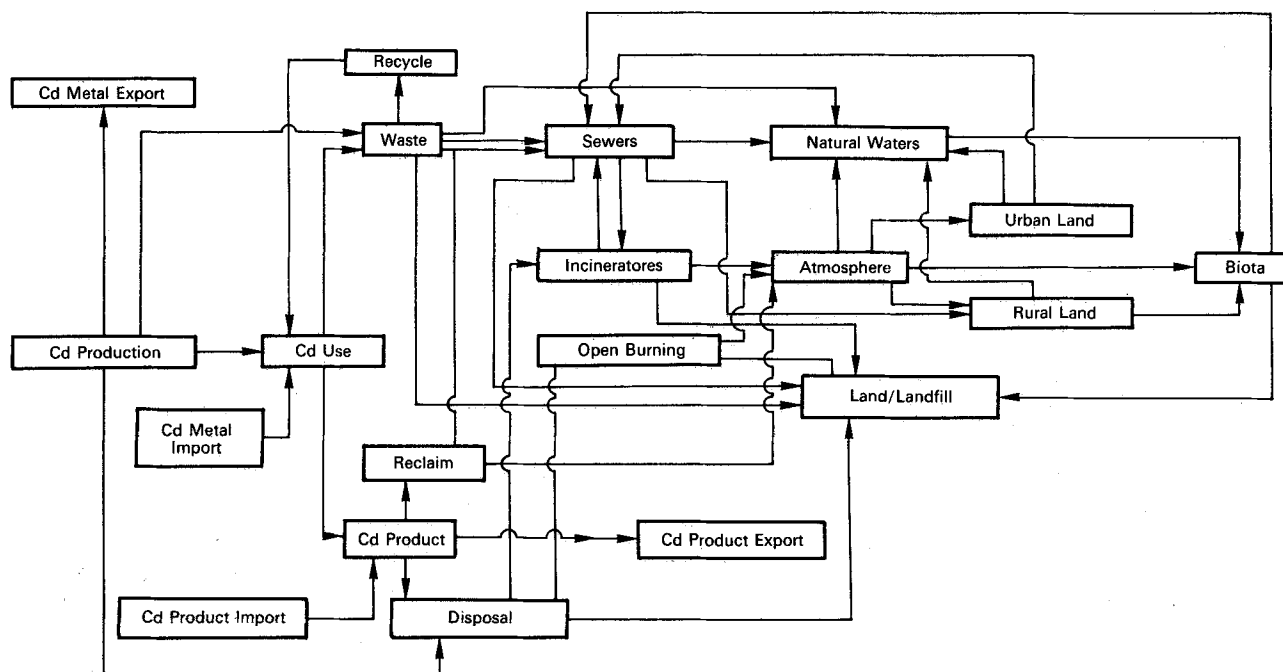 Recycle
Cd Metal Export
Waste
Sewers
Natural Waters
Urban Land
Incineratores
Atmosphere
Biota
Rural Land
Cd Production
Cd Use
Open Burning
Land/Landfill
Cd Metal
Import
Reclaim
Cd Product
Cd Product Export
Cd Product Import
Disposal